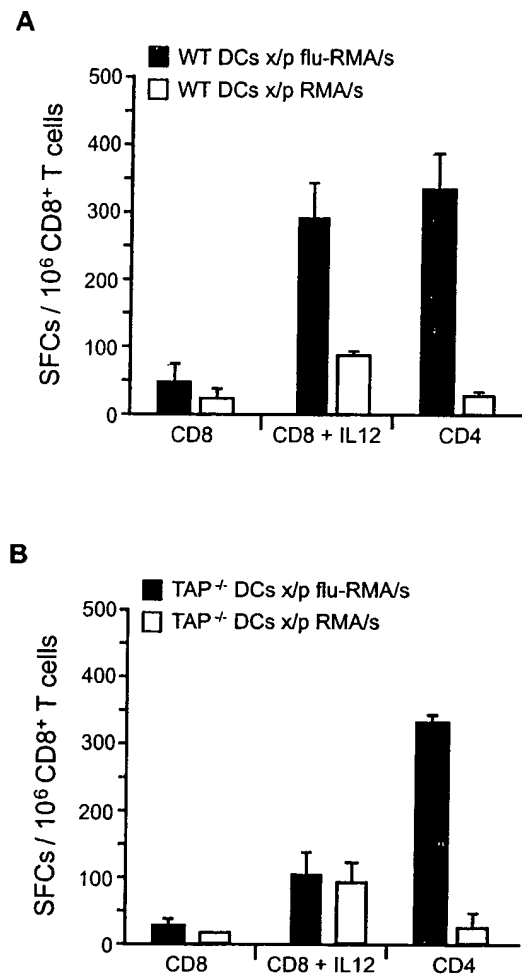 A
WT DCs x/p flu-RMA/s
WT DCs x/p RMA/s
SFCs / 10⁶ CD8⁺ T cells
500
400
300
200
100
0
CD8
CD8 + IL12
CD4
B
TAP⁻/⁻ DCs x/p flu-RMA/s
TAP⁻/⁻ DCs x/p RMA/s
SFCs / 10⁶ CD8⁺ T cells
500
400
300
200
100
0
CD8
CD8 + IL12
CD4